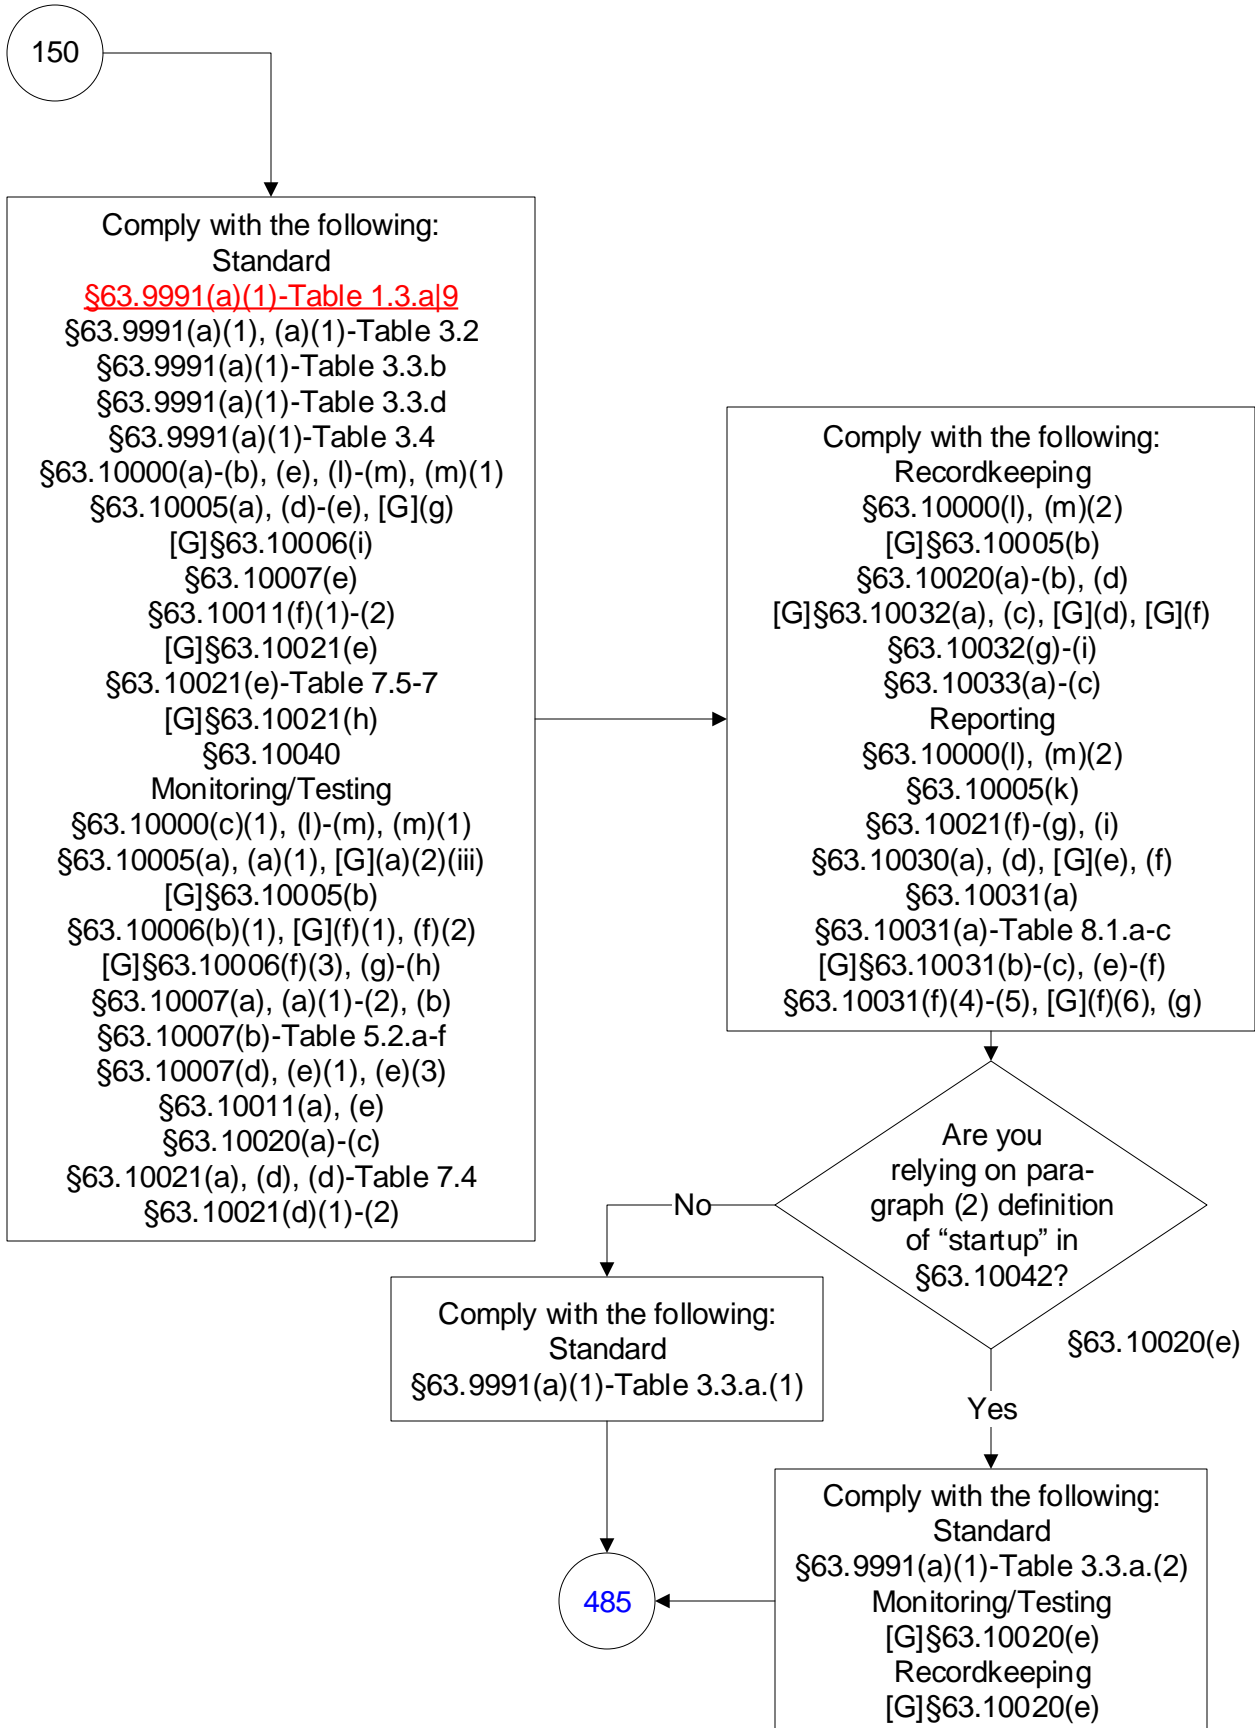 150
Comply with the following:
Standard
§63.9991(a)(1)-Table 1.3.a|9
§63.9991(a)(1), (a)(1)-Table 3.2
§63.9991(a)(1)-Table 3.3.b
§63.9991(a)(1)-Table 3.3.d
§63.9991(a)(1)-Table 3.4
§63.10000(a)-(b), (e), (l)-(m), (m)(1)
§63.10005(a), (d)-(e), [G](g)
[G]§63.10006(i)
§63.10007(e)
§63.10011(f)(1)-(2)
[G]§63.10021(e)
§63.10021(e)-Table 7.5-7
[G]§63.10021(h)
§63.10040
Monitoring/Testing
§63.10000(c)(1), (l)-(m), (m)(1)
§63.10005(a), (a)(1), [G](a)(2)(iii)
[G]§63.10005(b)
§63.10006(b)(1), [G](f)(1), (f)(2)
[G]§63.10006(f)(3), (g)-(h)
§63.10007(a), (a)(1)-(2), (b)
§63.10007(b)-Table 5.2.a-f
§63.10007(d), (e)(1), (e)(3)
§63.10011(a), (e)
§63.10020(a)-(c)
§63.10021(a), (d), (d)-Table 7.4
§63.10021(d)(1)-(2)
Comply with the following:
Recordkeeping
§63.10000(l), (m)(2)
[G]§63.10005(b)
§63.10020(a)-(b), (d)
[G]§63.10032(a), (c), [G](d), [G](f)
§63.10032(g)-(i)
§63.10033(a)-(c)
Reporting
§63.10000(l), (m)(2)
§63.10005(k)
§63.10021(f)-(g), (i)
§63.10030(a), (d), [G](e), (f)
§63.10031(a)
§63.10031(a)-Table 8.1.a-c
[G]§63.10031(b)-(c), (e)-(f)
§63.10031(f)(4)-(5), [G](f)(6), (g)
Are you
relying on para-
graph (2) definition
of “startup” in
§63.10042?
§63.10020(e)
No
Comply with the following:
Standard
§63.9991(a)(1)-Table 3.3.a.(1)
Yes
Comply with the following:
Standard
§63.9991(a)(1)-Table 3.3.a.(2)
Monitoring/Testing
[G]§63.10020(e)
Recordkeeping
[G]§63.10020(e)
485